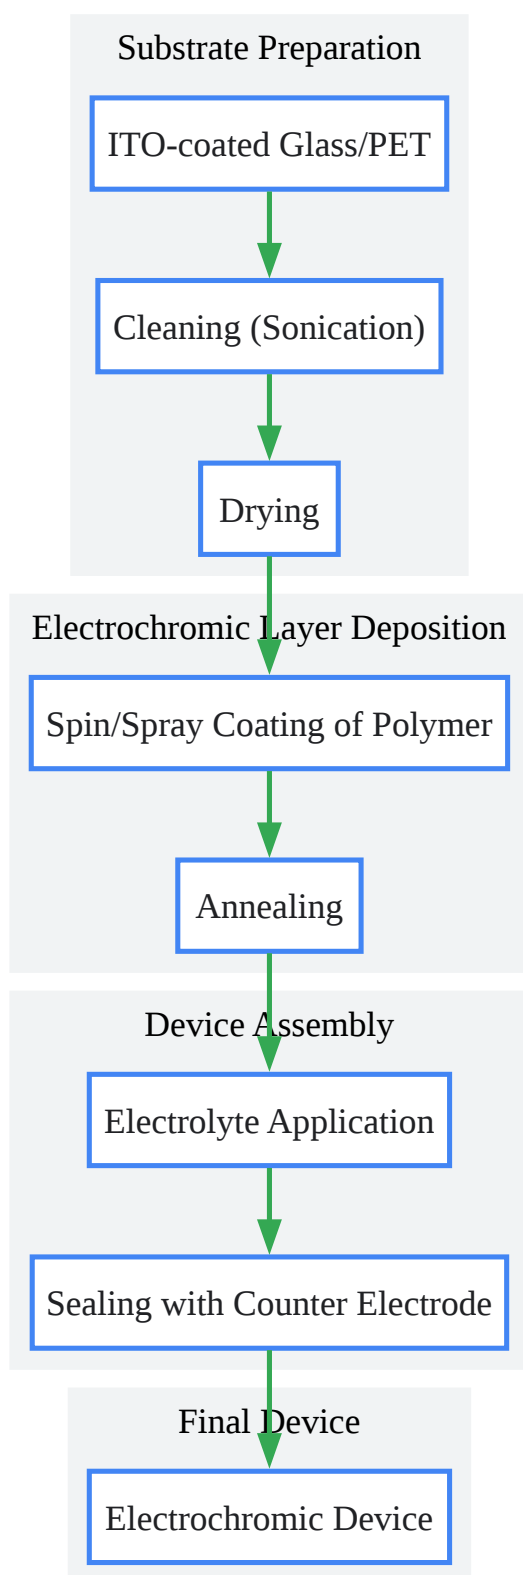 Substrate Preparation
ITO-coated Glass/PET
Cleaning (Sonication)
Drying
Electrochromic Layer Deposition
Spin/Spray Coating of Polymer
Annealing
Device Assembly
Electrolyte Application
Sealing with Counter Electrode
Final Device
Electrochromic Device